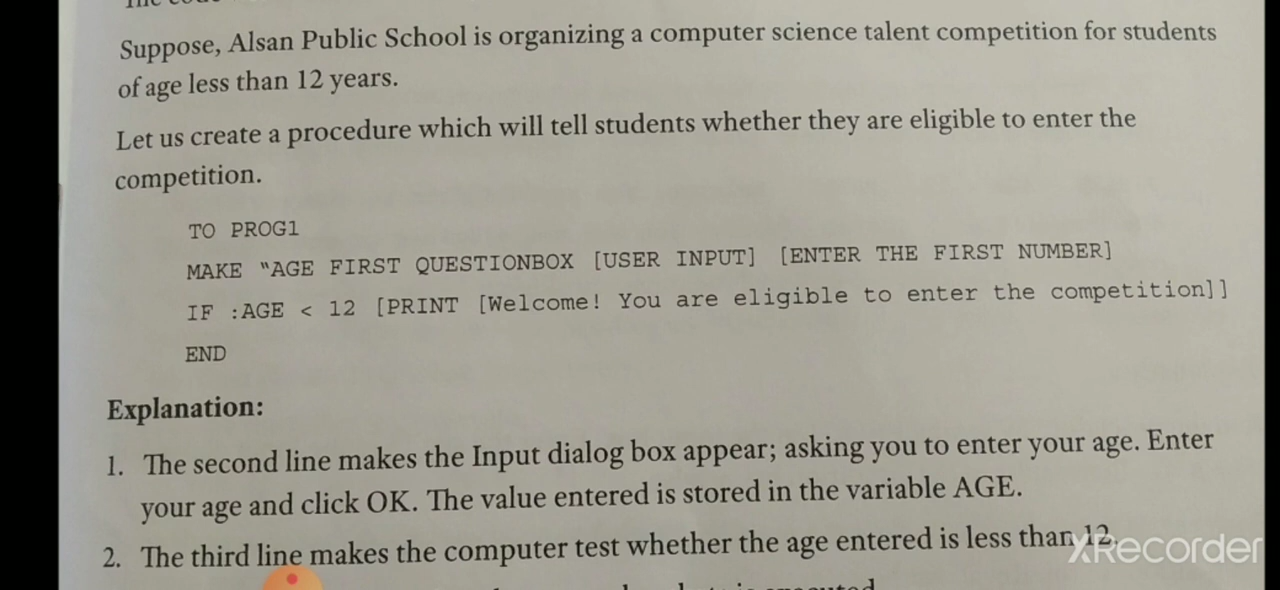 Suppose, Alsan Public School is organizing a computer science talent competition for students
of age less than 12 years.
Let us create a procedure which will tell students whether they are eligible to enter the
competition.
TO PROG1
MAKE “AGE FIRST QUESTIONBOX [USER INPUT] [ENTER THE FIRST NUMBER]
IF :AGE < 12 [PRINT [Welcome! You are eligible to enter the competition]]
END
Explanation:
1. The second line makes the Input dialog box appear; asking you to enter your age. Enter
your age and click OK. The value entered is stored in the variable AGE.
2. The third line makes the computer test whether the age entered is less than 12.
XRecorder